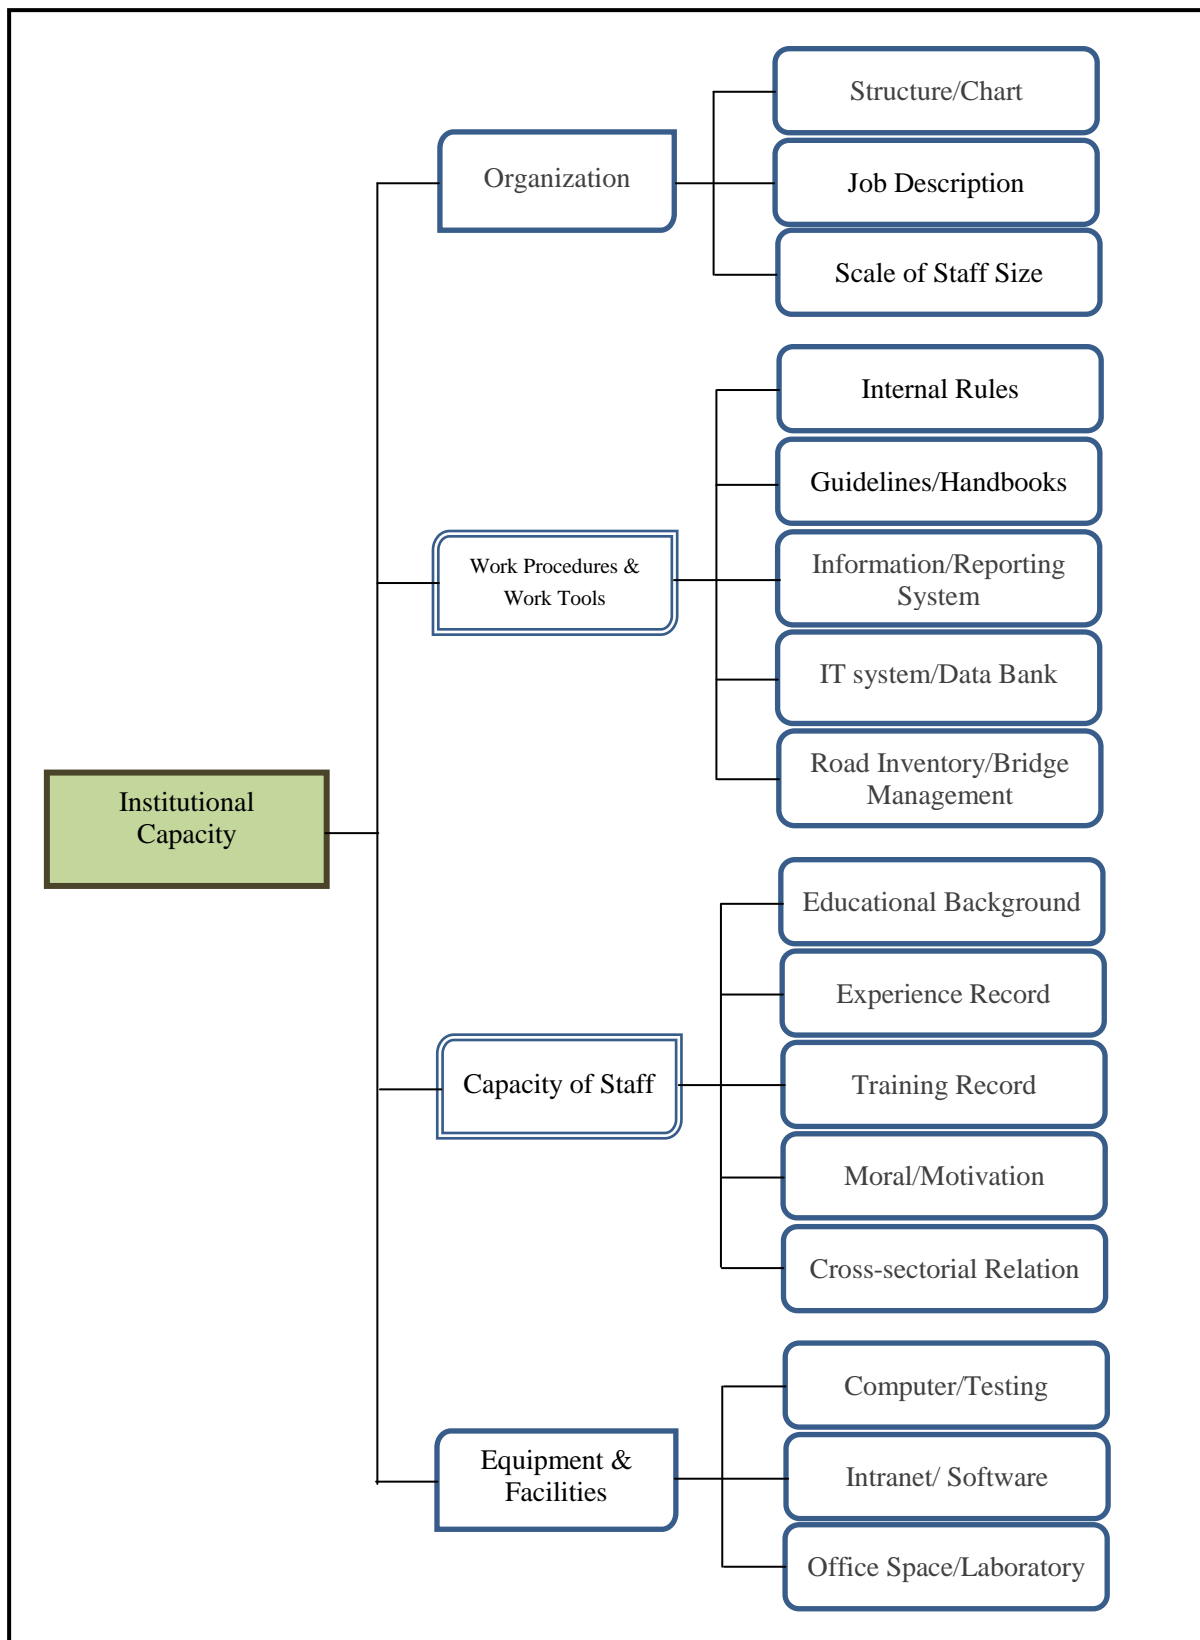 Institutional
Capacity
Organization
Structure/Chart
Job Description
Scale of Staff Size
Work Procedures &
Work Tools
Internal Rules
Guidelines/Handbooks
Information/Reporting
System
IT system/Data Bank
Road Inventory/Bridge
Management
Capacity of Staff
Educational Background
Experience Record
Training Record
Moral/Motivation
Cross-sectorial Relation
Equipment &
Facilities
Computer/Testing
Intranet/ Software
Office Space/Laboratory